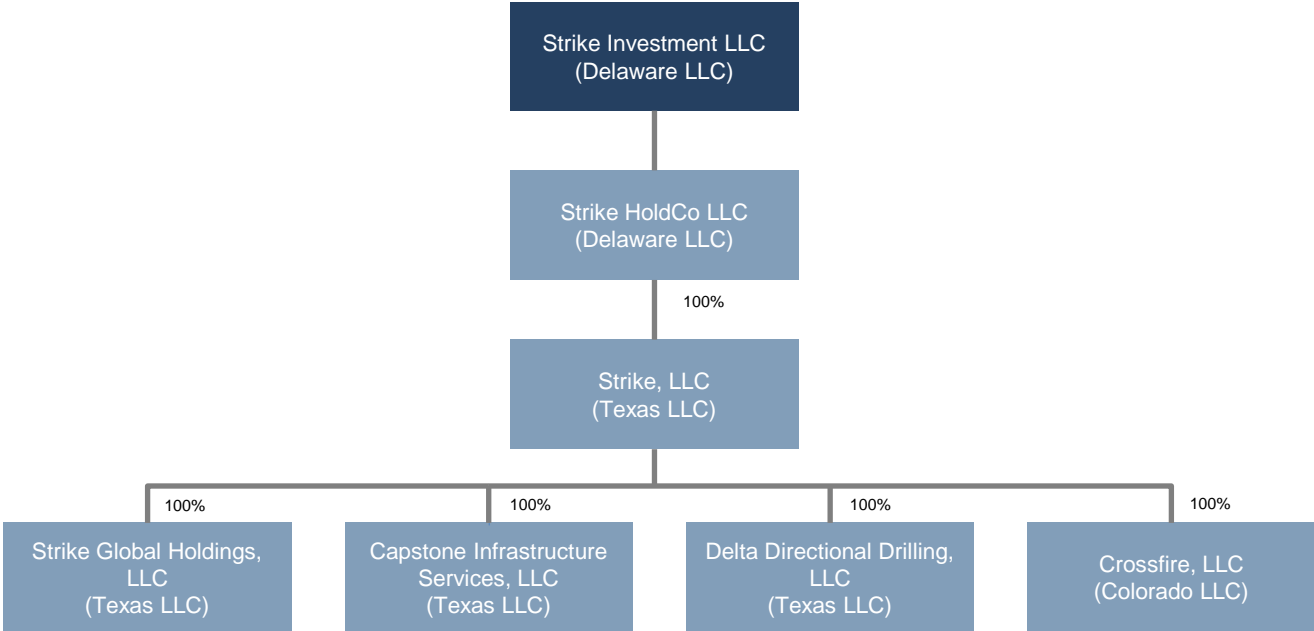 Strike Investment LLC
(Delaware LLC)
Strike HoldCo LLC
(Delaware LLC)
100%
Strike, LLC
(Texas LLC)
100%
100%
100%
100%
Strike Global Holdings,
LLC
(Texas LLC)
Capstone Infrastructure
Services, LLC
(Texas LLC)
Delta Directional Drilling,
LLC
(Texas LLC)
Crossfire, LLC
(Colorado LLC)